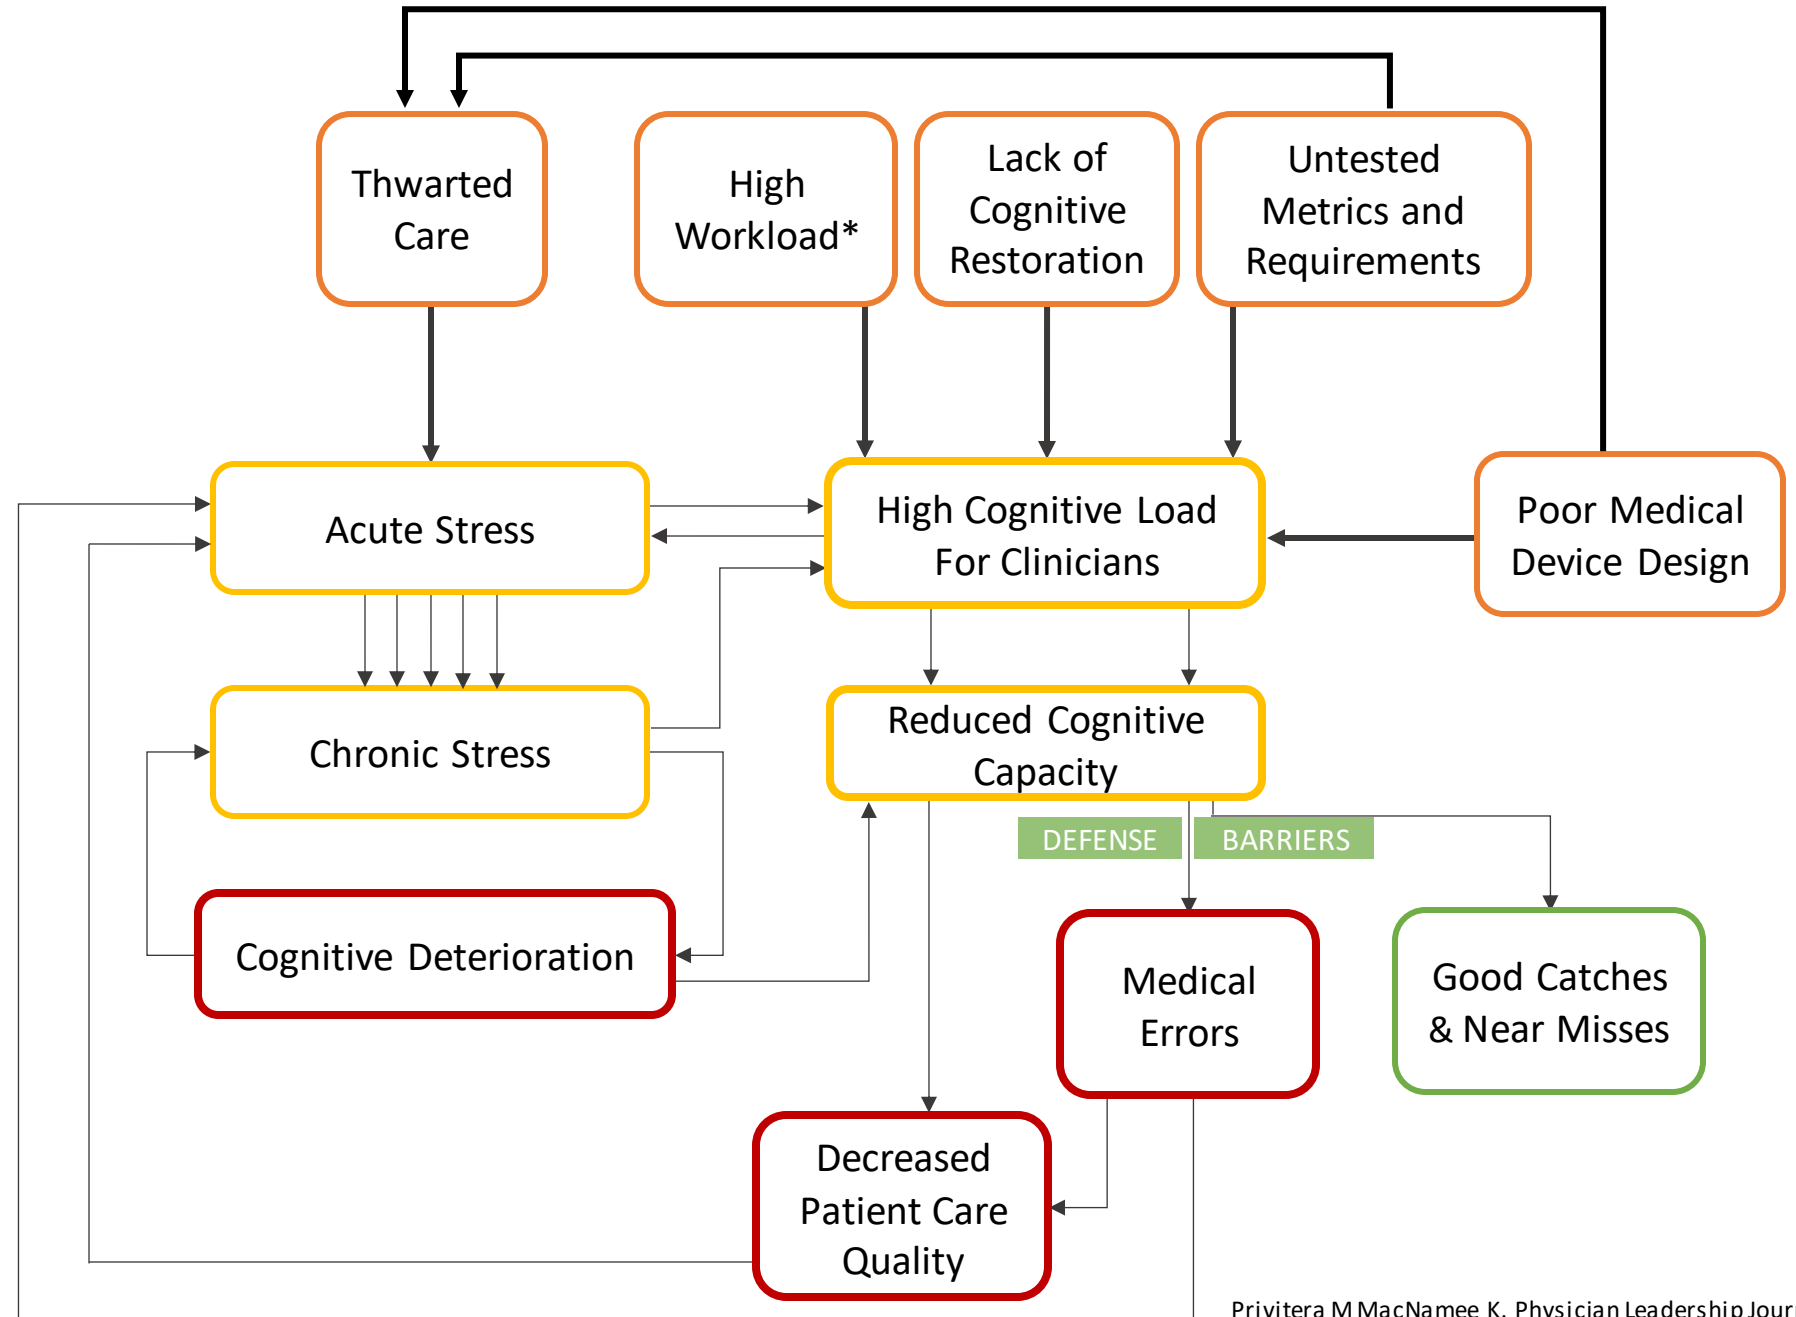 Thwarted
Care
High
Workload*
Lack of
Cognitive
Restoration
Untested
Metrics and
Requirements
Acute Stress
High Cognitive Load
For Clinicians
Poor Medical
Device Design
Chronic Stress
Reduced Cognitive
Capacity
DEFENSE
BARRIERS
Cognitive Deterioration
Medical
Errors
Good Catches
& Near Misses
Decreased
Patient Care
Quality
Privitera M MacNamee K. Physician Leadership